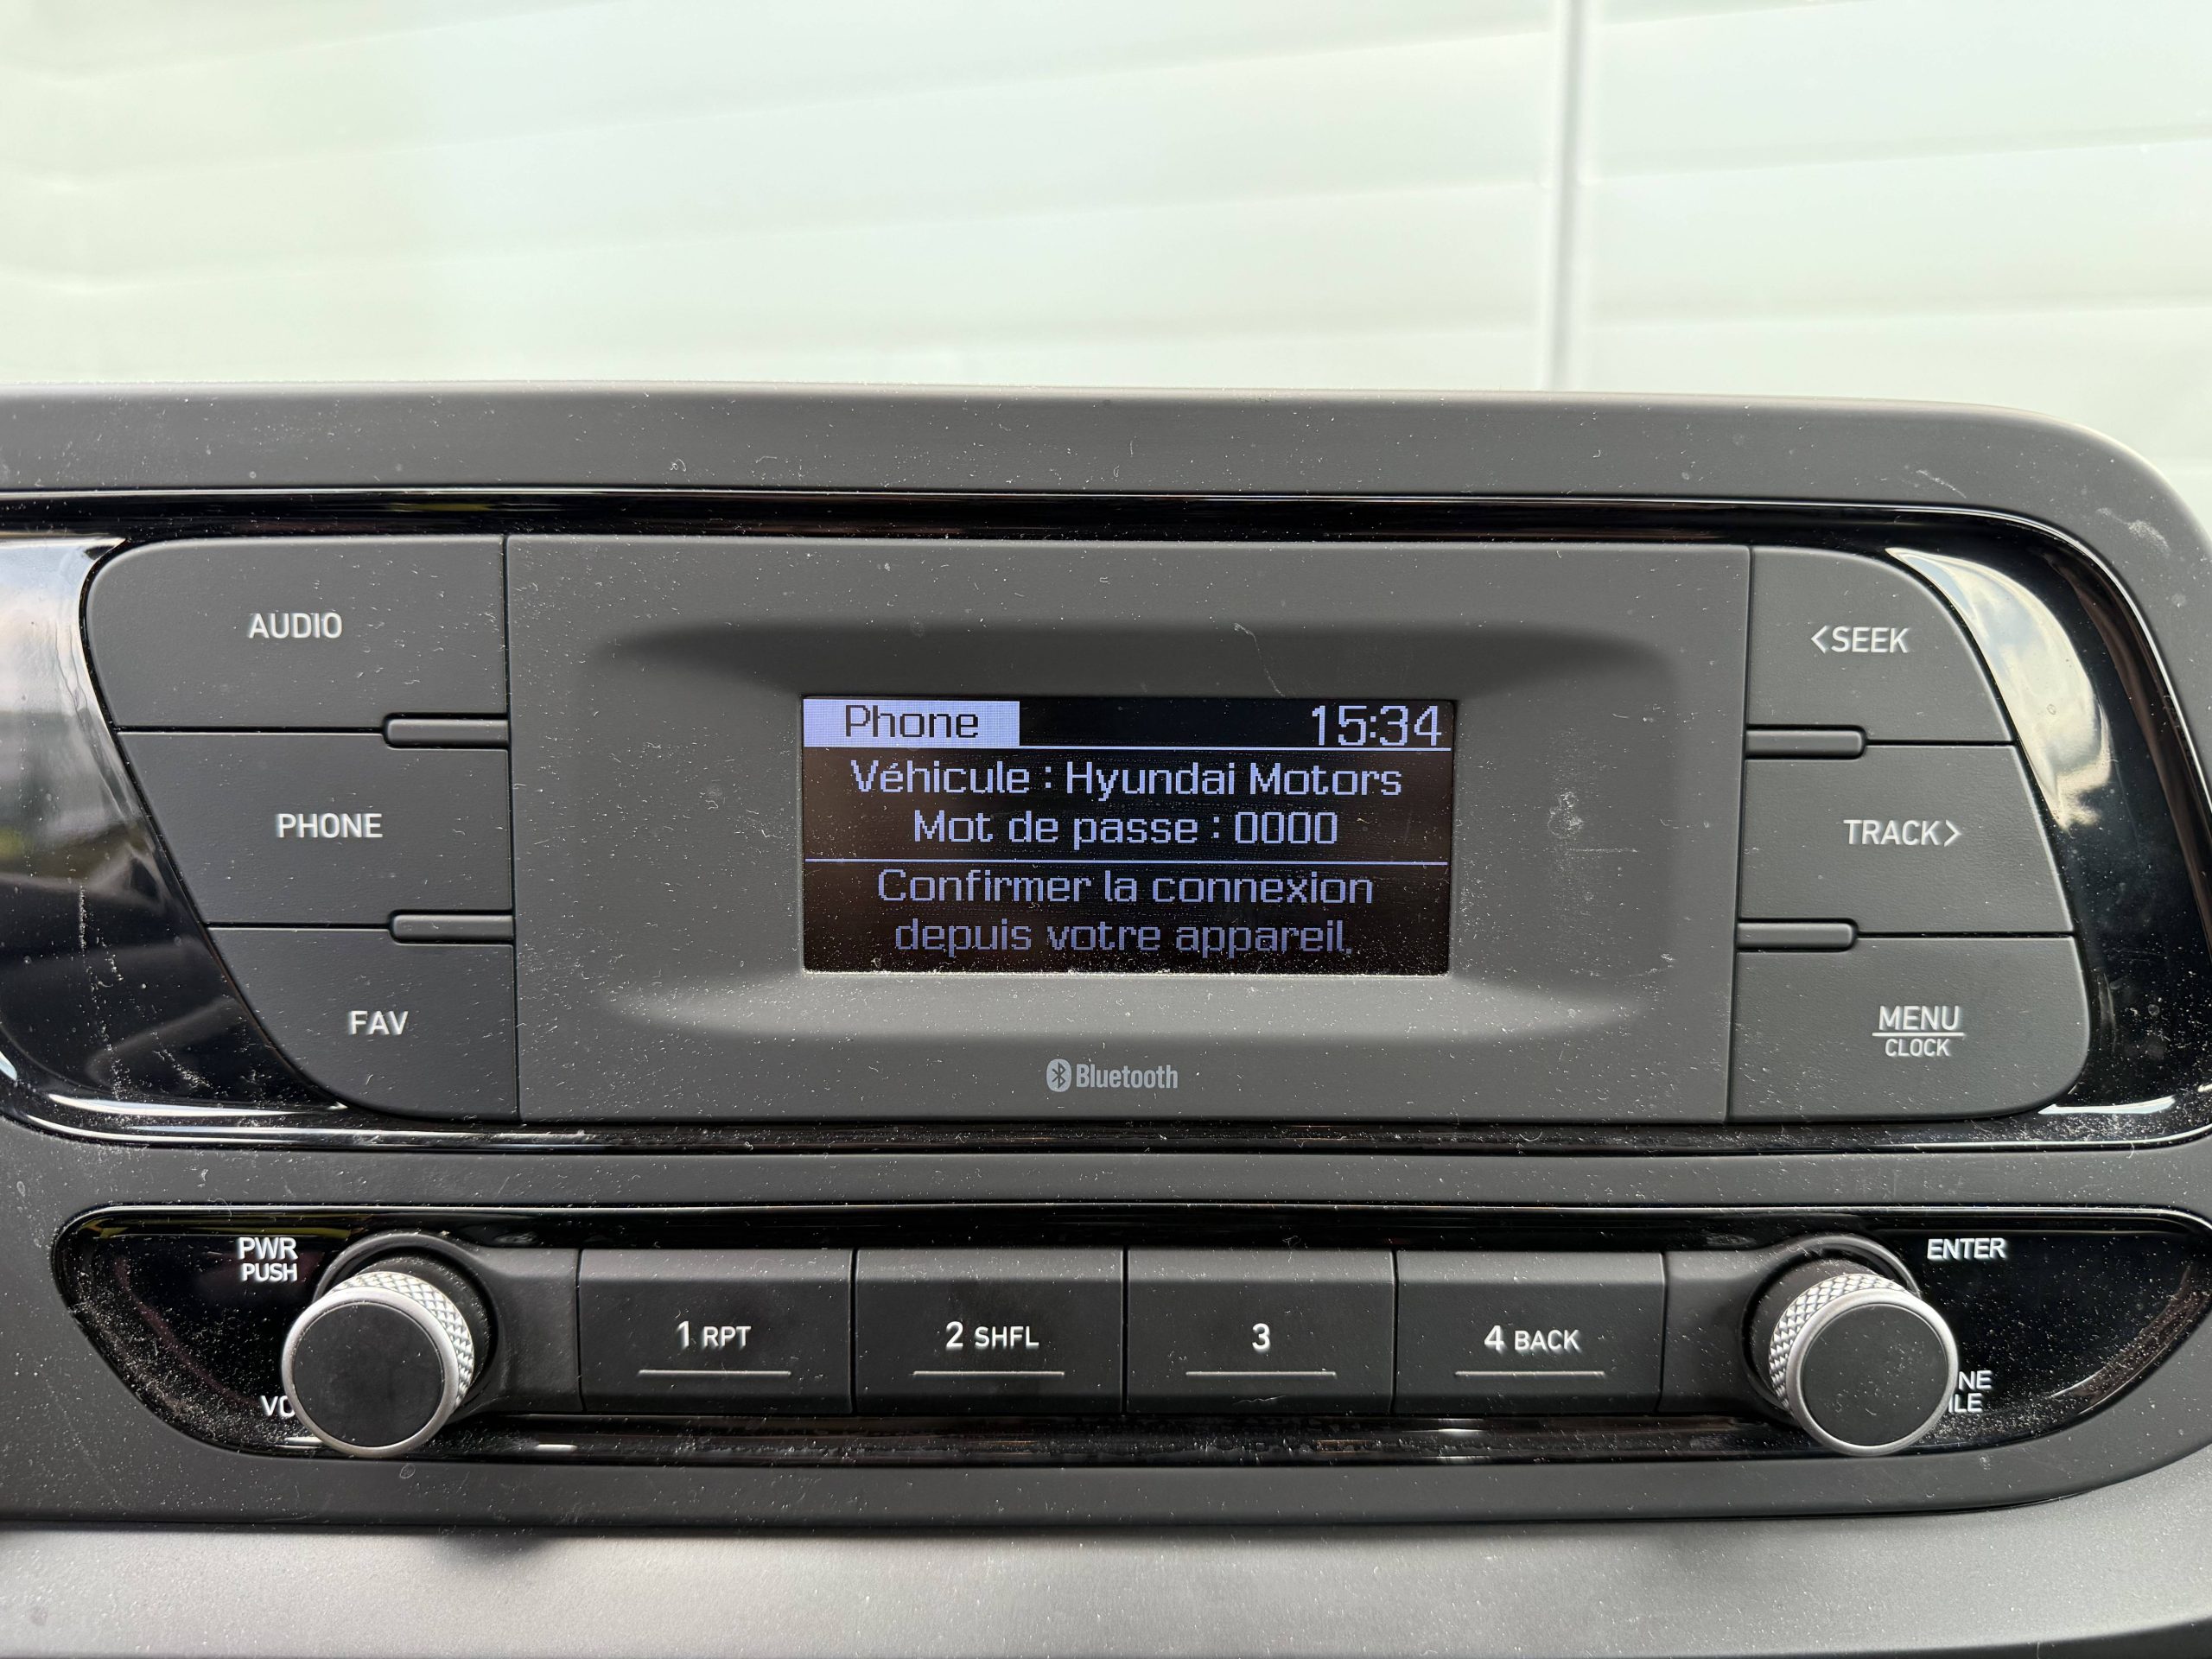 AUDIO
PHONE
FAV
Phone 15:34
Véhicule : Hyundai Motors
Mot de passe : 0000
Confirmer la connexion
depuis votre appareil.
Bluetooth
<SEEK
TRACK>
MENU
CLOCK
PWR
PUSH
1 RPT
2 SHFL
3
4 BACK
ENTER